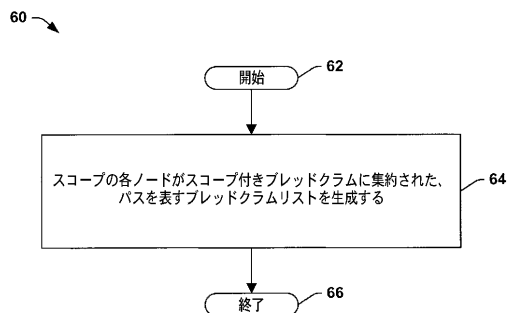 60
開始
62
スコープの各ノードがスコープ付きブレッドクラムに集約された、
パスを表すブレッドクラムリストを生成する
64
終了
66